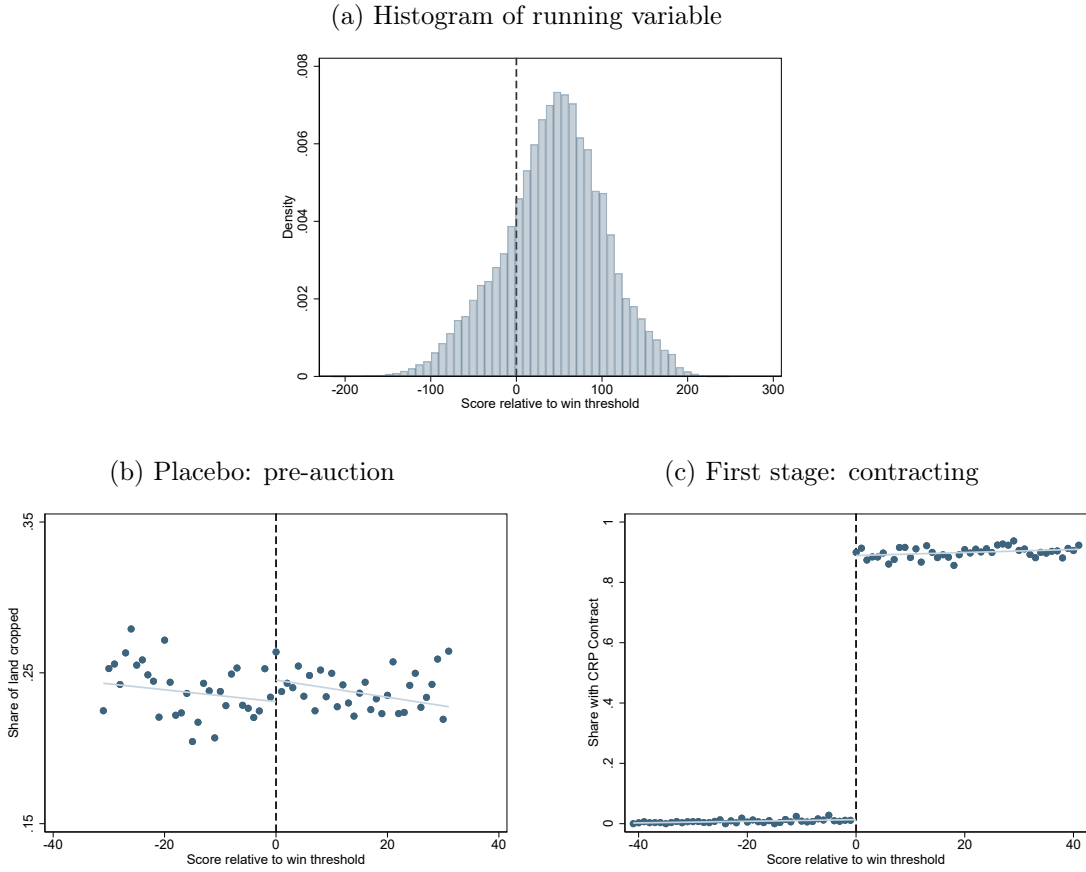 (a) Histogram of running variable
.008
.006
.004
.002
0
Density
-200 -100 0 100 200 300
Score relative to win threshold
(b) Placebo: pre-auction
.35
.25
.15
Share of land cropped
-40 -20 0 20 40
Score relative to win threshold
(c) First stage: contracting
1
.8
.6
.4
.2
0
Share with CRP Contract
-40 -20 0 20 40
Score relative to win threshold